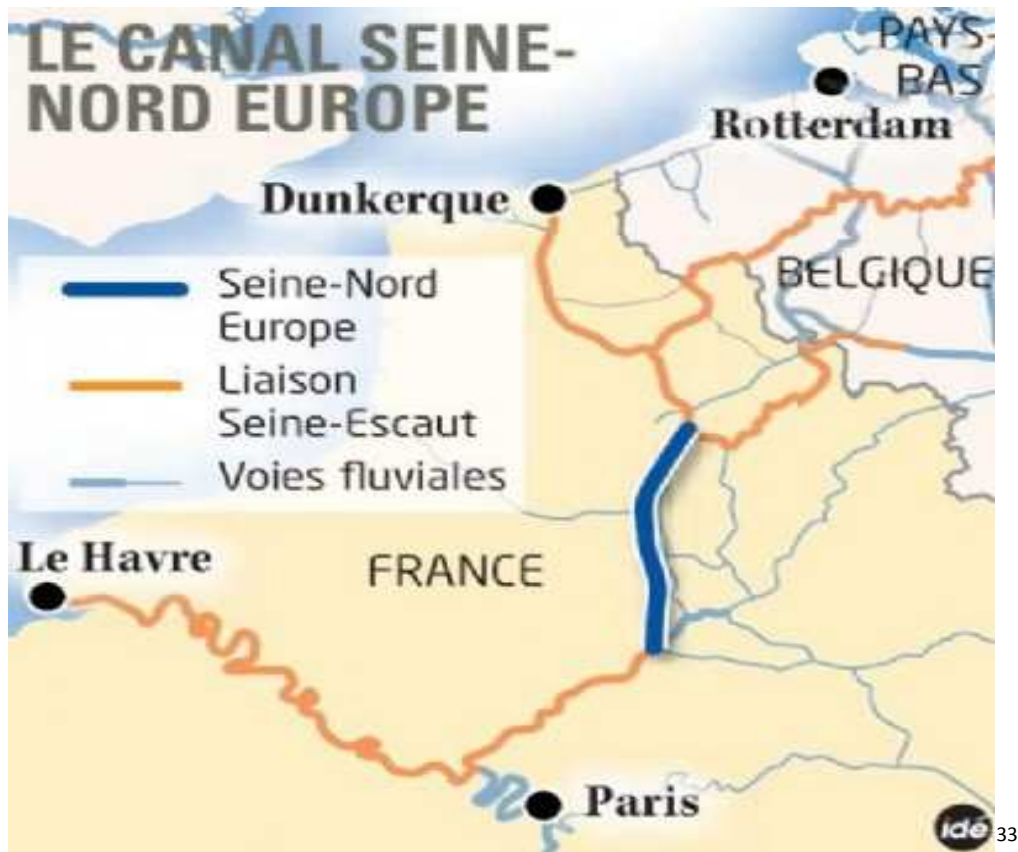 LE CANAL SEINE-
NORD EUROPE
PAYS-
BAS
Rotterdam
Dunkerque
BELGIQUE
Seine-Nord
Europe
Liaison
Seine-Escaut
Voies fluviales
Le Havre
FRANCE
Paris
idé
33